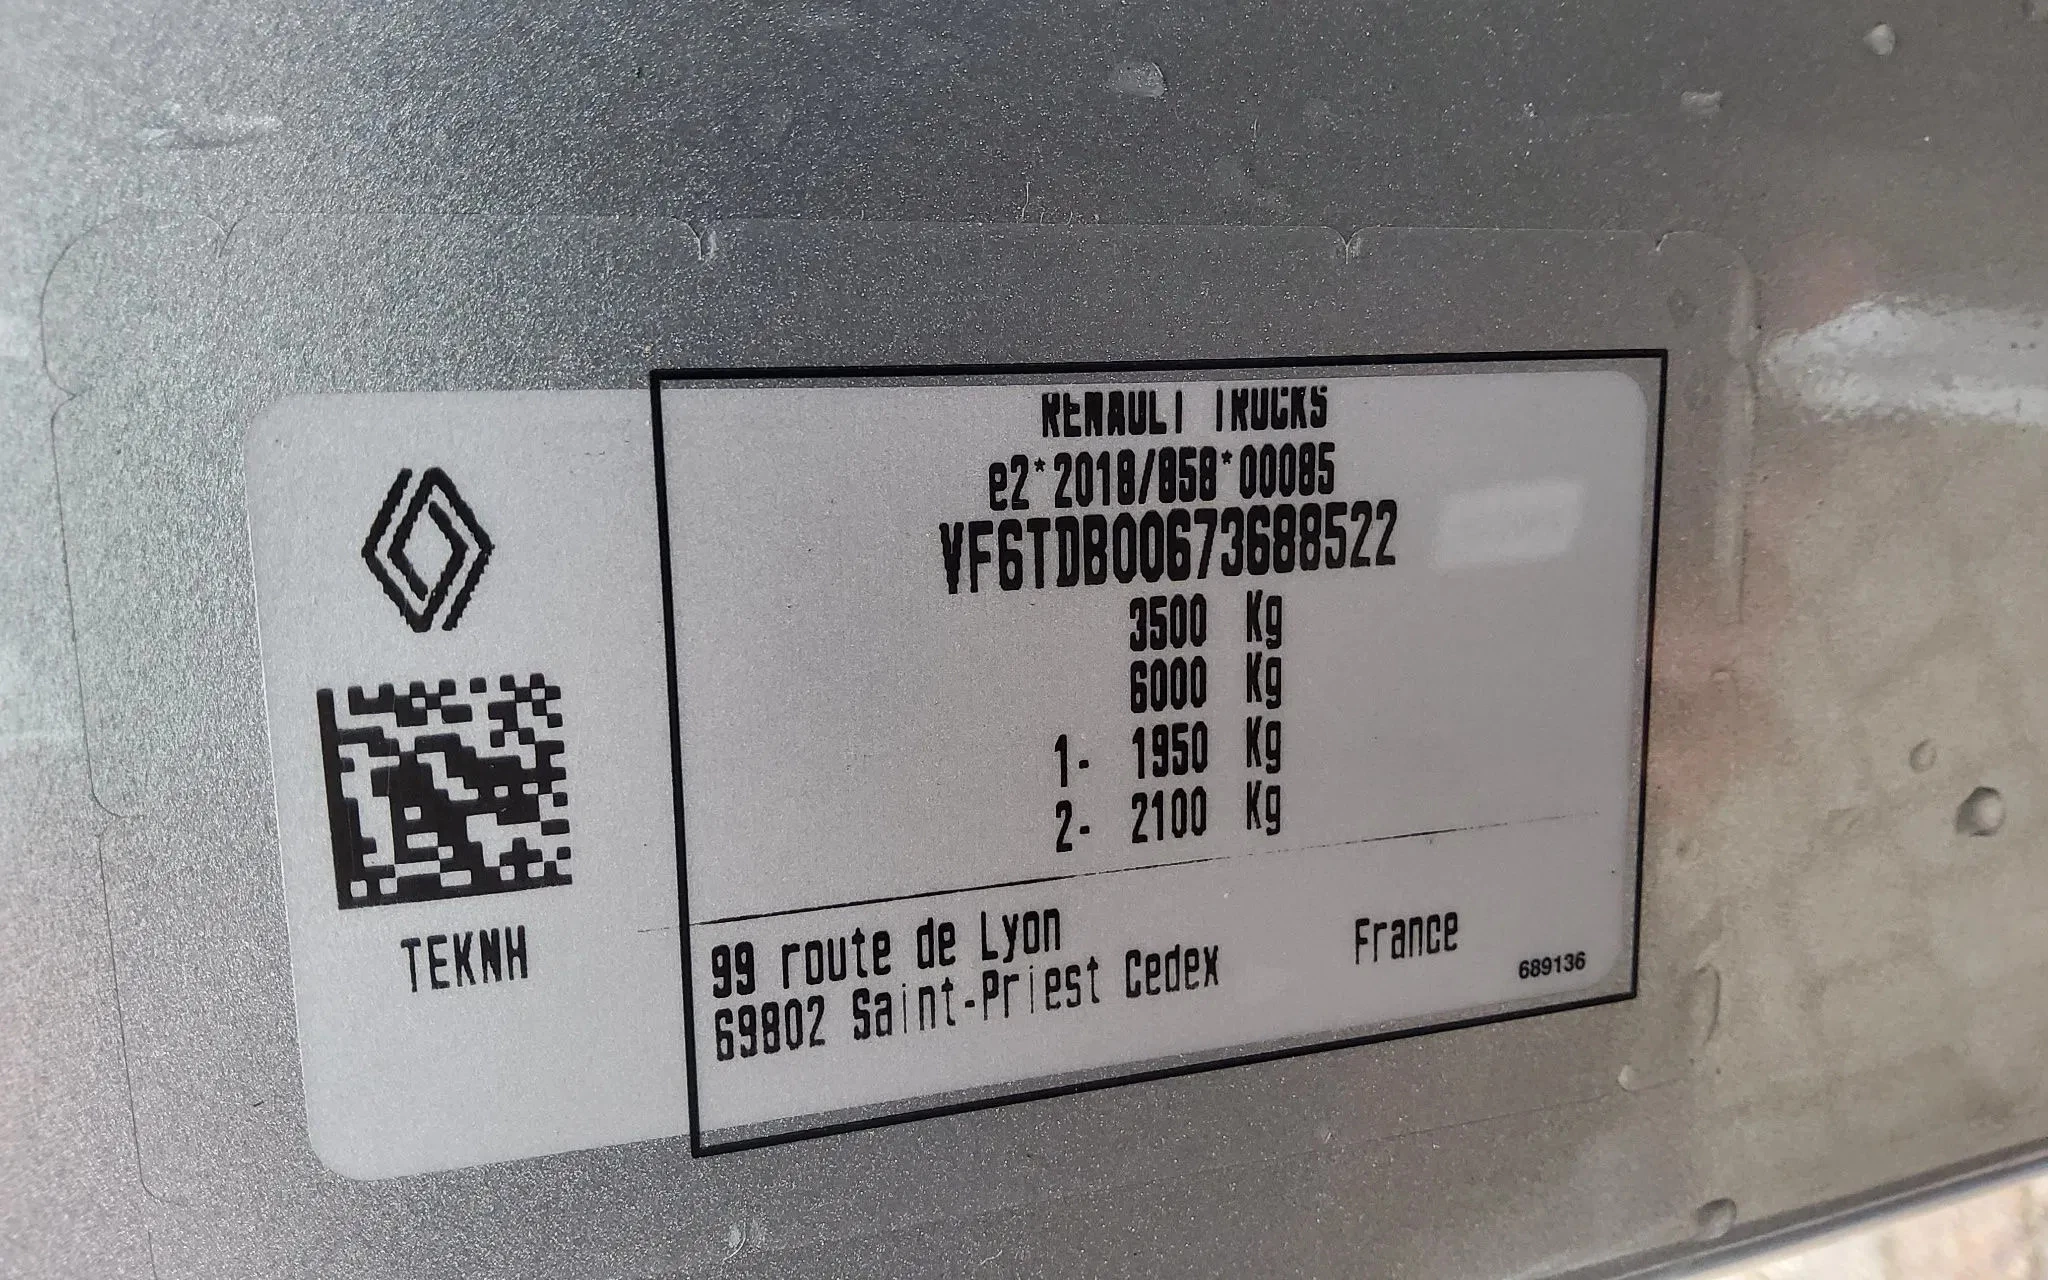 RENAULT TRUCKS
e2*2018/858*00085
VF6TDB00673688522
3500 Kg
6000 Kg
1- 1950 Kg
2- 2100 Kg
TEKNH
99 route de Lyon
69802 Saint-Priest Cedex France
689136